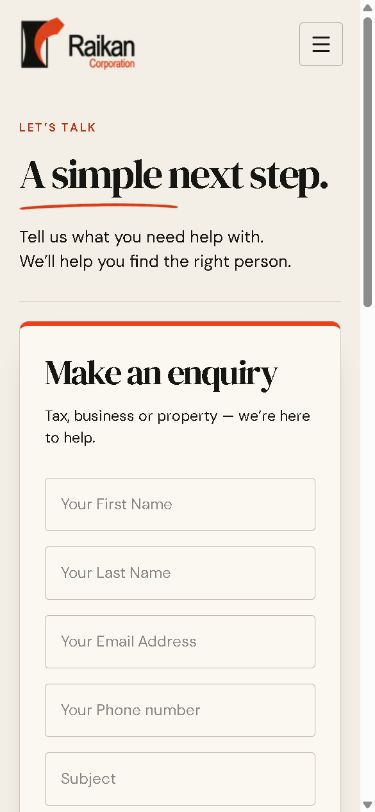 Raikan
Corporation
LET’S TALK
A simple next step.
Tell us what you need help with.
We’ll help you find the right person.
Make an enquiry
Tax, business or property — we’re here
to help.
Your First Name
Your Last Name
Your Email Address
Your Phone number
Subject